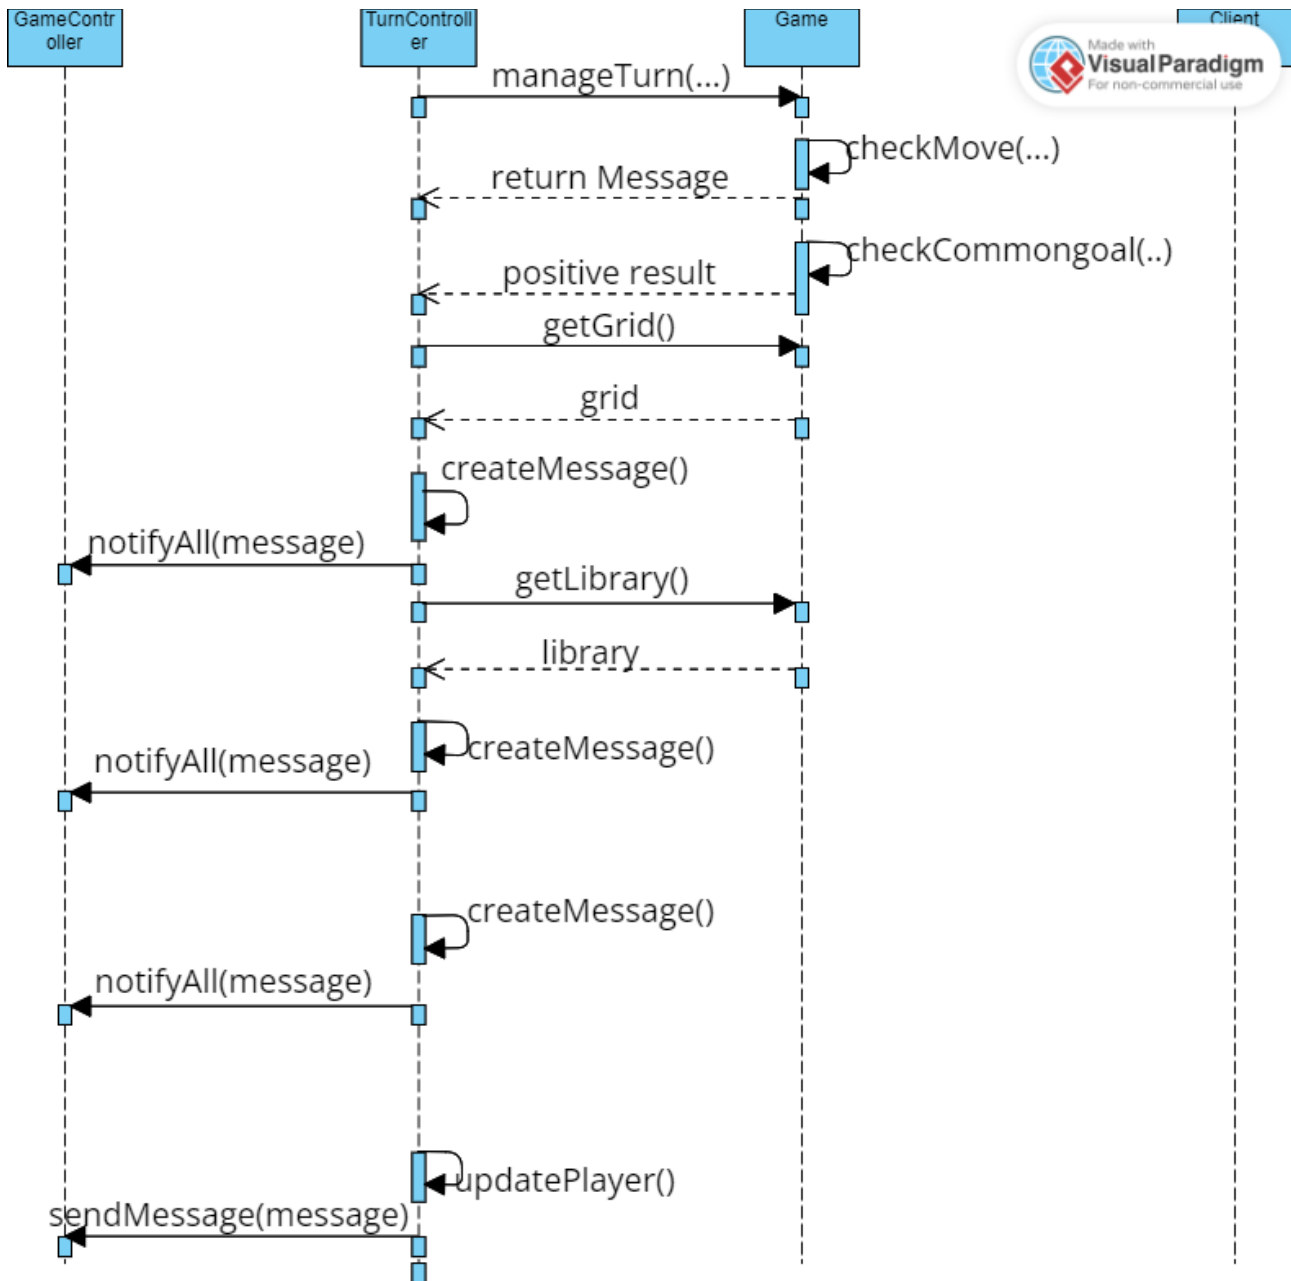 GameContr
oller
TurnControll
er
Game
Client
Made with
Visual Paradigm
For non-commercial use
manageTurn(...)
checkMove(...)
return Message
checkCommongoal(..)
positive result
getGrid()
grid
createMessage()
notifyAll(message)
getLibrary()
library
createMessage()
notifyAll(message)
createMessage()
notifyAll(message)
updatePlayer()
sendMessage(message)